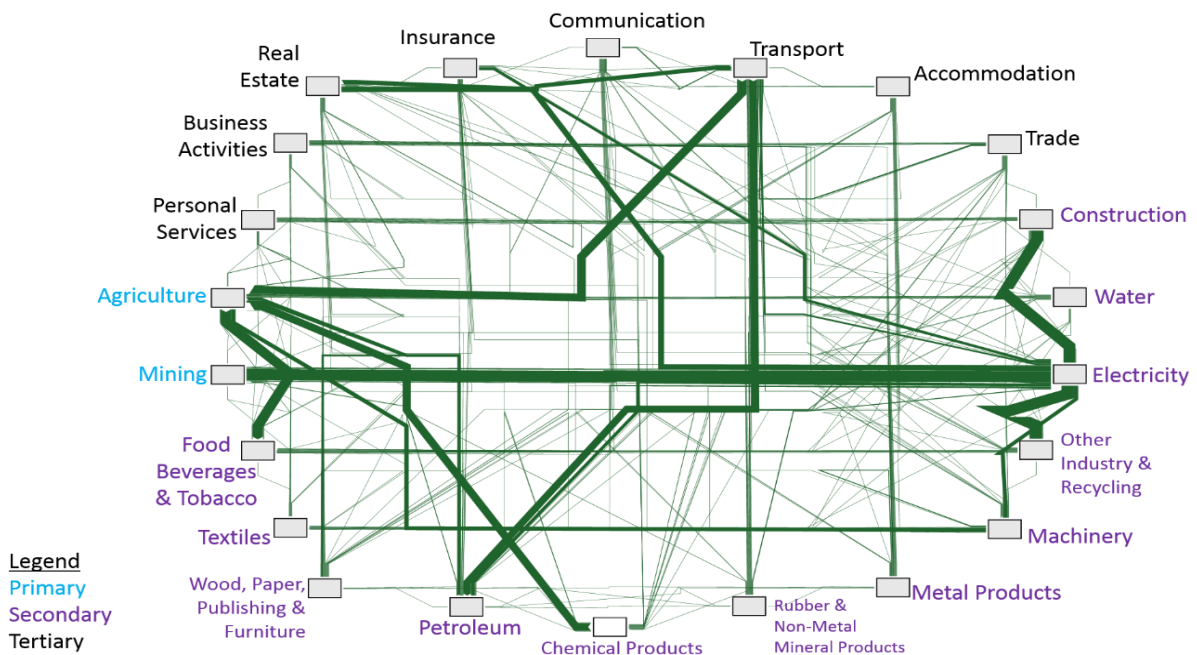 Communication
Insurance
Transport
Real
Estate
Accommodation
Business
Activities
Trade
Personal
Services
Construction
Agriculture
Water
Mining
Electricity
Food
Beverages
& Tobacco
Other
Industry &
Recycling
Textiles
Machinery
Legend
Primary
Secondary
Tertiary
Wood, Paper,
Publishing &
Furniture
Petroleum
Chemical Products
Rubber &
Non-Metal
Mineral Products
Metal Products